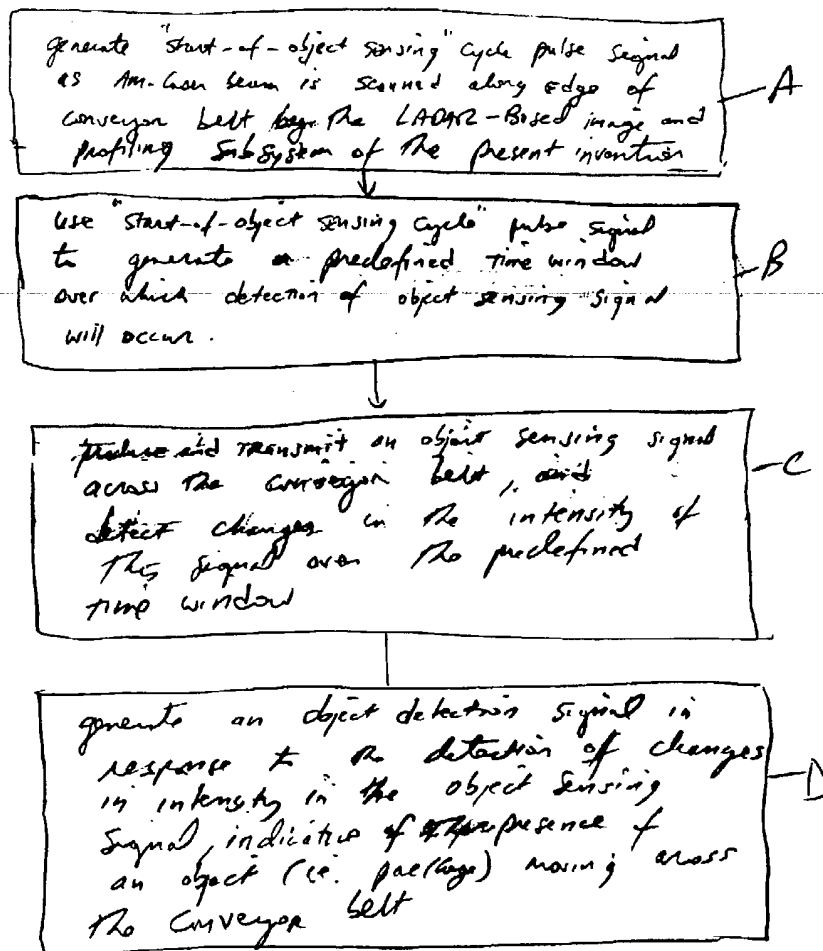 generate "start-of-object sensing" cycle pulse signal
as AM-laser beam is scanned along edge of
conveyor belt by the LADAR-Based image and
profiling Subsystem of the present invention
A
use "start-of-object sensing cycle" pulse signal
to generate a predefined time window
over which detection of object sensing signal
will occur.
B
produce and transmit an object sensing signal
across the conveyor belt, and
detect changes in the intensity of
this signal over the predefined
time window
C
generate an object detection signal in
response to the detection of changes
in intensity in the object sensing
signal, indicative of presence of
an object (ie. package) moving across
the conveyor belt
D